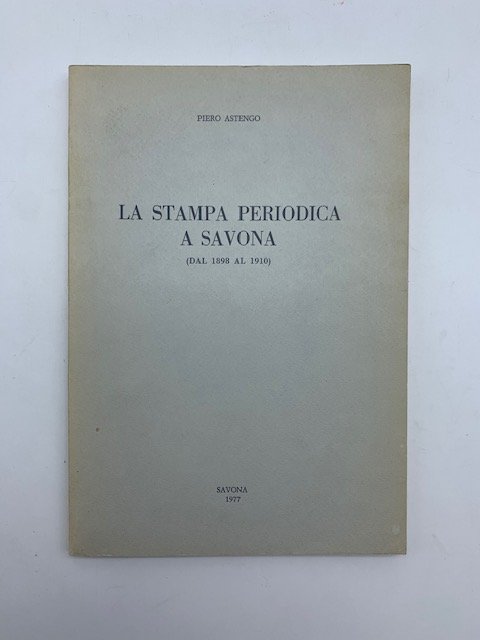 PIERO ASTENGO
LA STAMPA PERIODICA
A SAVONA
(DAL 1898 AL 1910)
SAVONA
1977